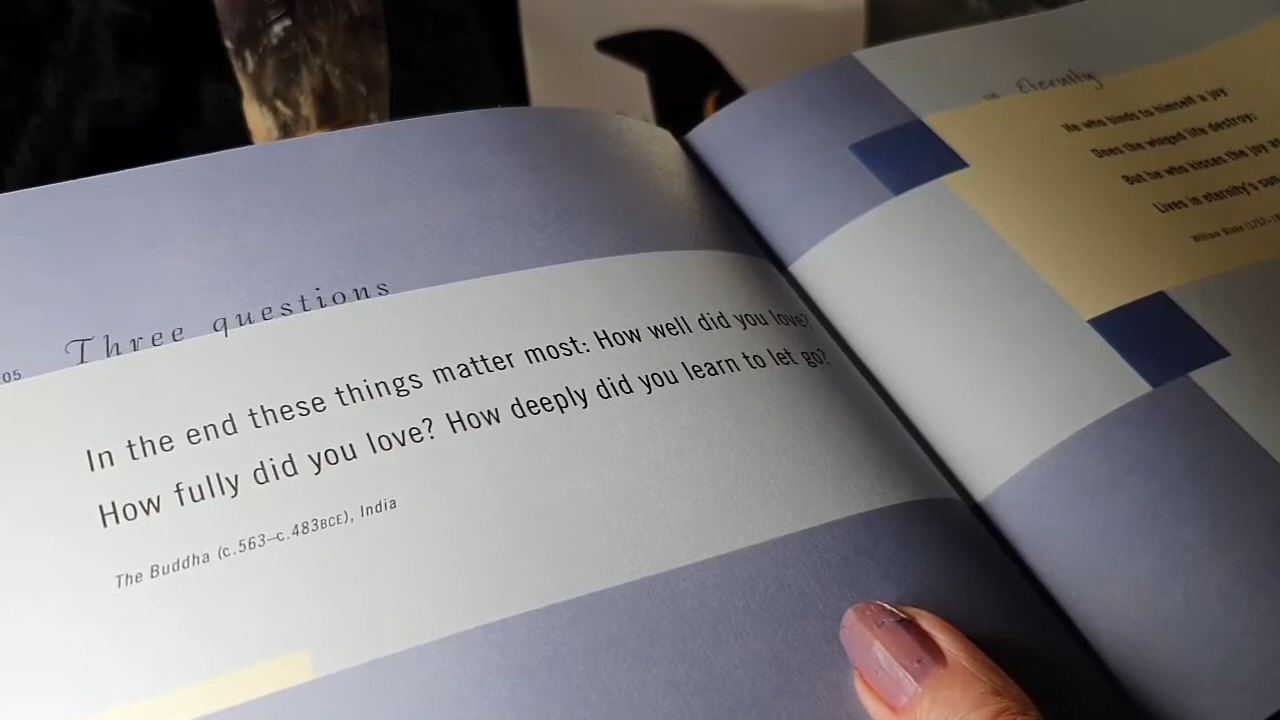 05
Three questions
In the end these things matter most: How well did you love?
How fully did you love? How deeply did you learn to let go?
The Buddha (c.563–c.483BCE), India
Eternity
He who binds to himself a joy
Does the winged life destroy;
But he who kisses the joy as
Lives in eternity's sun
William Blake (1757–